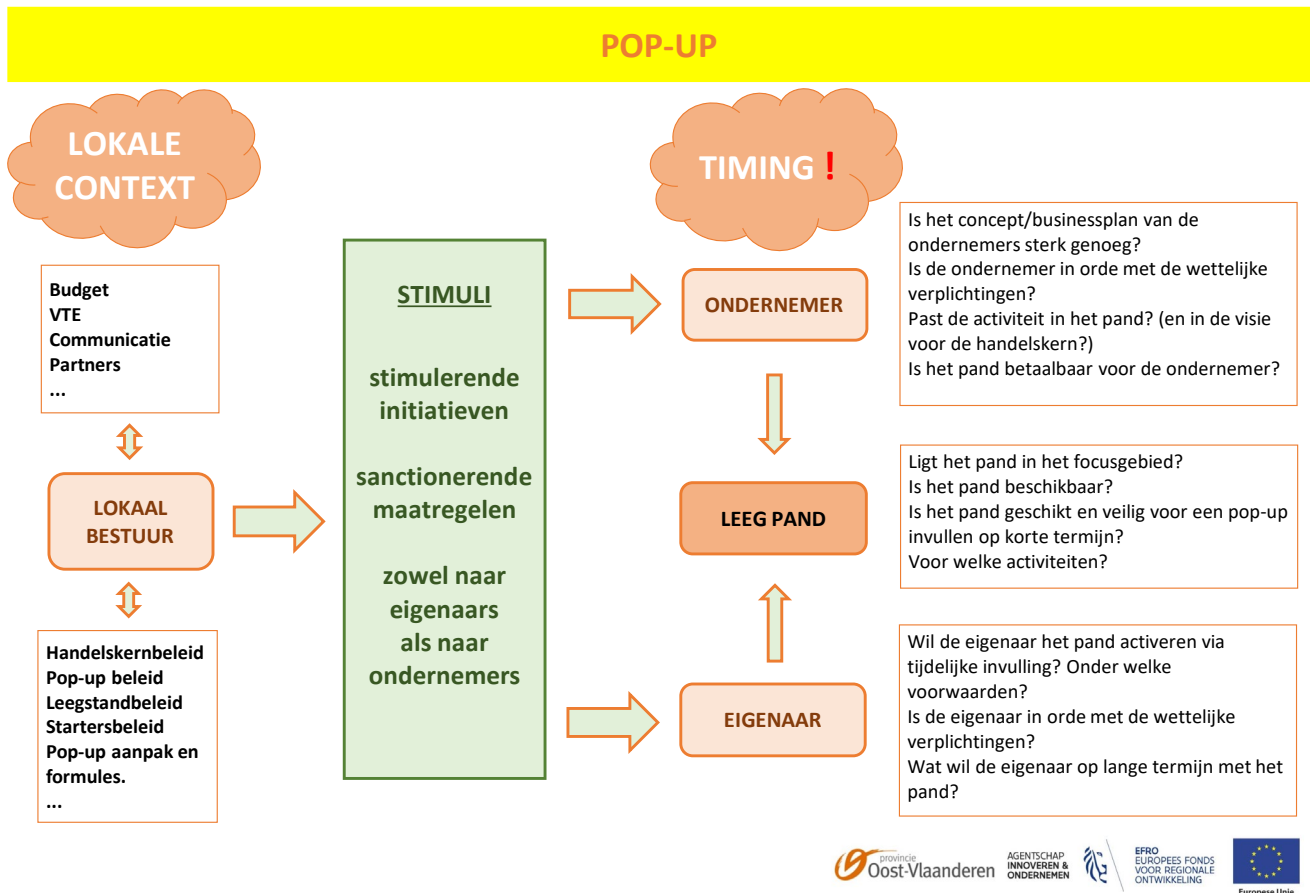 POP-UP
LOKALE
CONTEXT
Budget
VTE
Communicatie
Partners
...
LOKAAL
BESTUUR
Handelskernbeleid
Pop-up beleid
Leegstandbeleid
Startersbeleid
Pop-up aanpak en
formules.
...
STIMULI
stimulerende
initiatieven
sanctionerende
maatregelen
zowel naar
eigenaars
als naar
ondernemers
TIMING !
ONDERNEMER
LEEG PAND
EIGENAAR
Is het concept/businessplan van de
ondernemers sterk genoeg?
Is de ondernemer in orde met de wettelijke
verplichtingen?
Past de activiteit in het pand? (en in de visie
voor de handelskern?)
Is het pand betaalbaar voor de ondernemer?
Ligt het pand in het focusgebied?
Is het pand beschikbaar?
Is het pand geschikt en veilig voor een pop-up
invullen op korte termijn?
Voor welke activiteiten?
Wil de eigenaar het pand activeren via
tijdelijke invulling? Onder welke
voorwaarden?
Is de eigenaar in orde met de wettelijke
verplichtingen?
Wat wil de eigenaar op lange termijn met het
pand?
provincie
Oost-Vlaanderen
AGENTSCHAP
INNOVEREN &
ONDERNEMEN
EFRO
EUROPEES FONDS
VOOR REGIONALE
ONTWIKKELING
Europese Unie